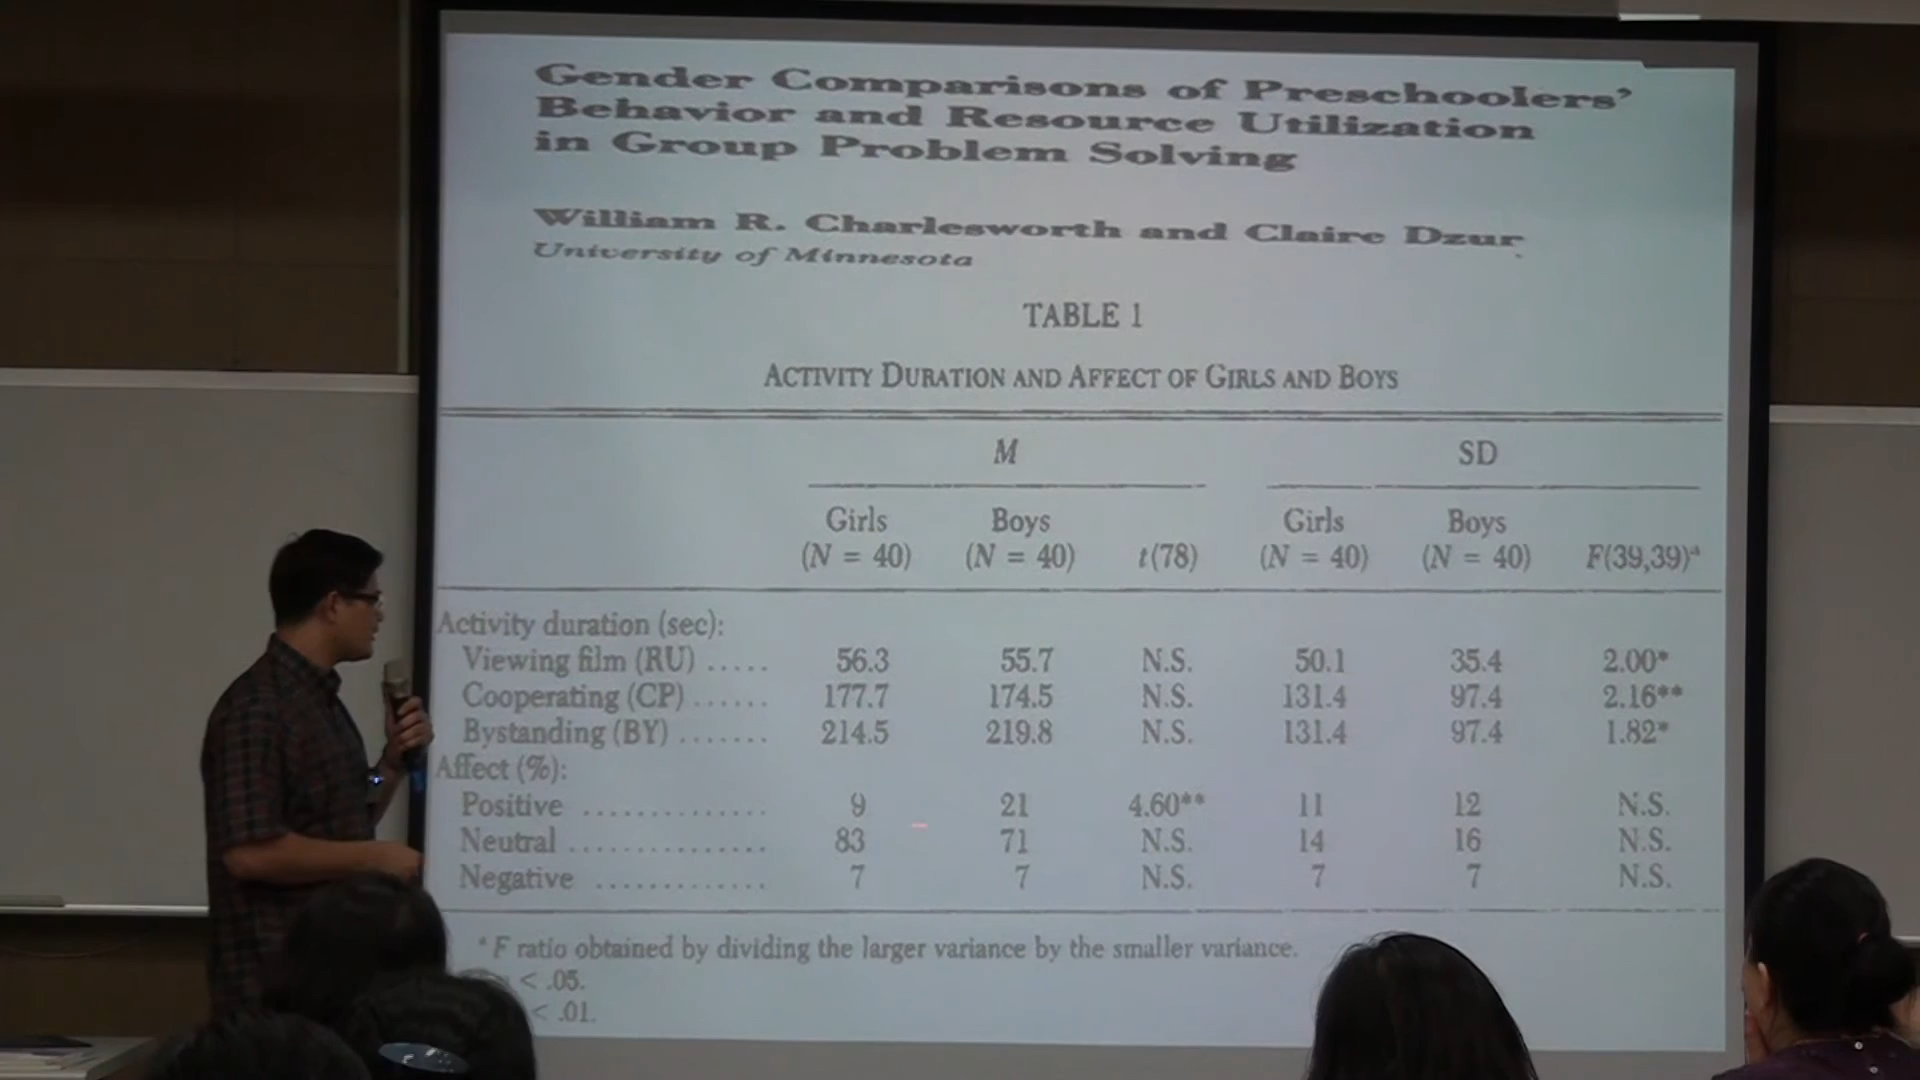 Gender Comparisons of Preschoolers'
Behavior and Resource Utilization
in Group Problem Solving
William R. Charlesworth and Claire Dzur
University of Minnesota
TABLE 1
ACTIVITY DURATION AND AFFECT OF GIRLS AND BOYS
M SD
Girls Boys Girls Boys
(N = 40) (N = 40) t(78) (N = 40) (N = 40) F(39,39)ᵃ
Activity duration (sec):
Viewing film (RU) ..... 56.3 55.7 N.S. 50.1 35.4 2.00*
Cooperating (CP) ...... 177.7 174.5 N.S. 131.4 97.4 2.16**
Bystanding (BY) ....... 214.5 219.8 N.S. 131.4 97.4 1.82*
Affect (%):
Positive .............. 9 21 4.60** 11 12 N.S.
Neutral ............... 83 71 N.S. 14 16 N.S.
Negative ............. 7 7 N.S. 7 7 N.S.
ᵃ F ratio obtained by dividing the larger variance by the smaller variance.
< .05.
< .01.